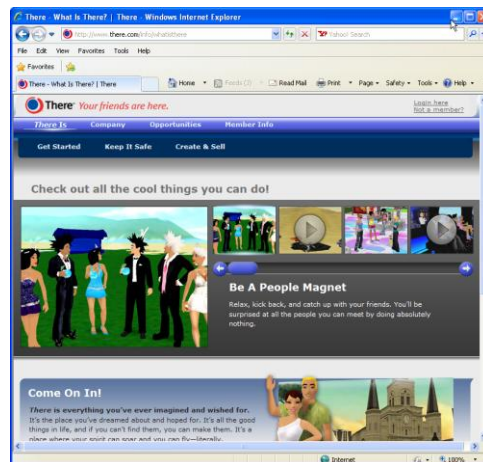 There - What Is There? | There - Windows Internet Explorer
http://www.there.com/info/whatisthere
Yahoo! Search
File Edit View Favorites Tools Help
Favorites
There - What Is There? | There
Home Feeds Read Mail Print Page Safety Tools Help
There Your friends are here.
Login here
Not a member?
There Is Company Opportunities Member Info
Get Started Keep It Safe Create & Sell
Check out all the cool things you can do!
Be A People Magnet
Relax, kick back, and catch up with your friends. You'll be
surprised at all the people you can meet by doing absolutely
nothing.
Come On In!
There is everything you've ever imagined and wished for.
It's the place you've dreamed about and hoped for. It's all the good
things in life, and if you can't find them, you can make them. It's a
place where your spirit can soar and you can fly—literally.
Internet
100%